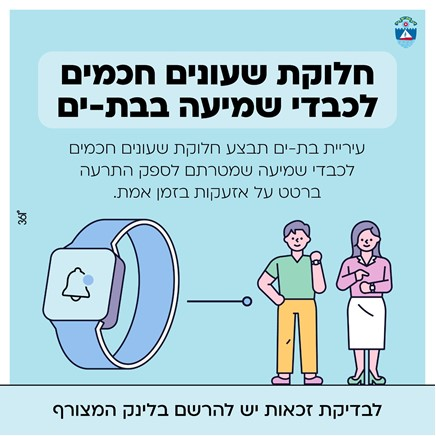 חלוקת שעונים חכמים
לכבדי שמיעה בבת-ים
עיריית בת-ים תבצע חלוקת שעונים חכמים
לכבדי שמיעה שמטרתם לספק התרעה
ברטט על אזעקות בזמן אמת.
לבדיקת זכאות יש להרשם בלינק המצורף